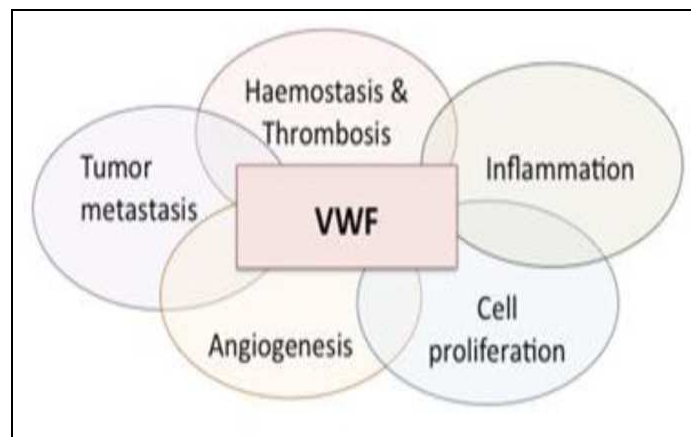 Haemostasis &
Thrombosis
Tumor
metastasis
Inflammation
VWF
Angiogenesis
Cell
proliferation